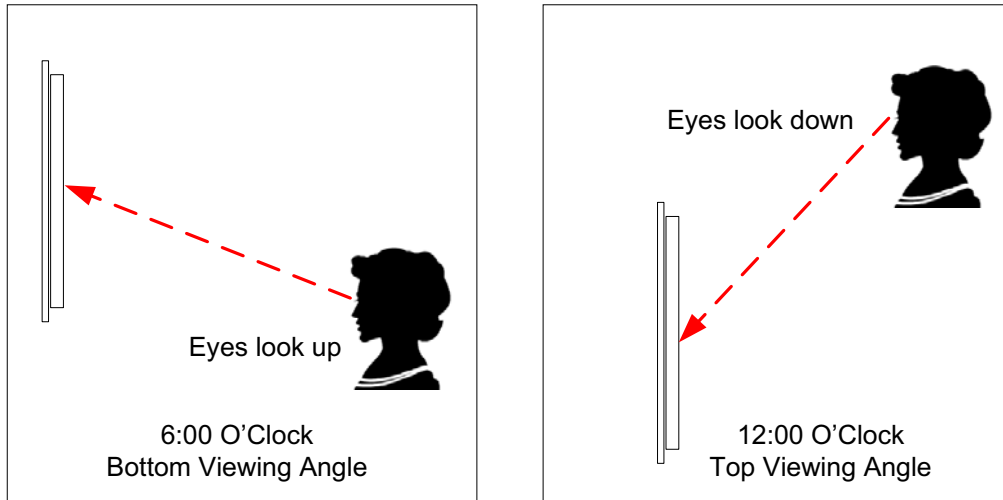 Eyes look up
6:00 O’Clock
Bottom Viewing Angle
Eyes look down
12:00 O’Clock
Top Viewing Angle